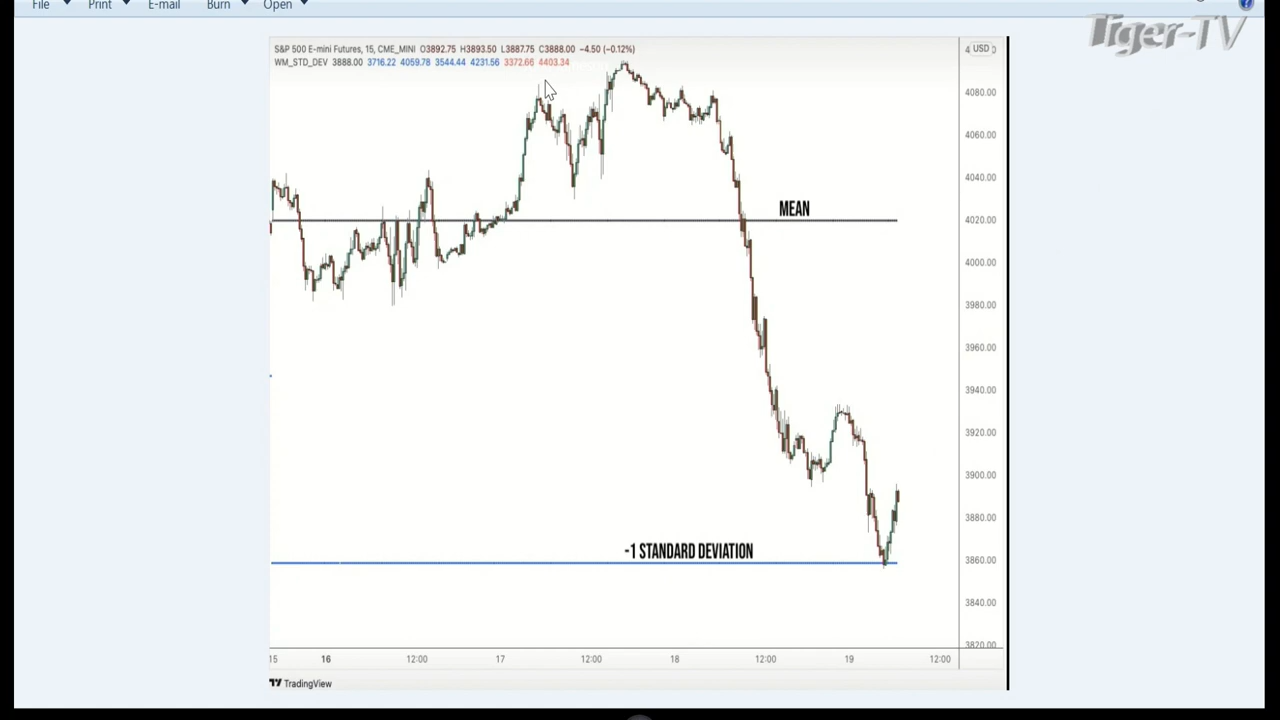 File Print E-mail Burn Open
Tiger-TV
S&P 500 E-mini Futures, 15, CME_MINI O3892.75 H3893.50 L3887.75 C3888.00 −4.50 (−0.12%)
USD
WM_STD_DEV 3888.00 3716.22 4059.78 3544.44 4231.56 3372.66 4403.34
4080.00
4060.00
4040.00
MEAN
4020.00
4000.00
3980.00
3960.00
3940.00
3920.00
3900.00
3880.00
-1 STANDARD DEVIATION
3860.00
3840.00
3820.00
15 16 12:00 17 12:00 18 12:00 19 12:00
TradingView